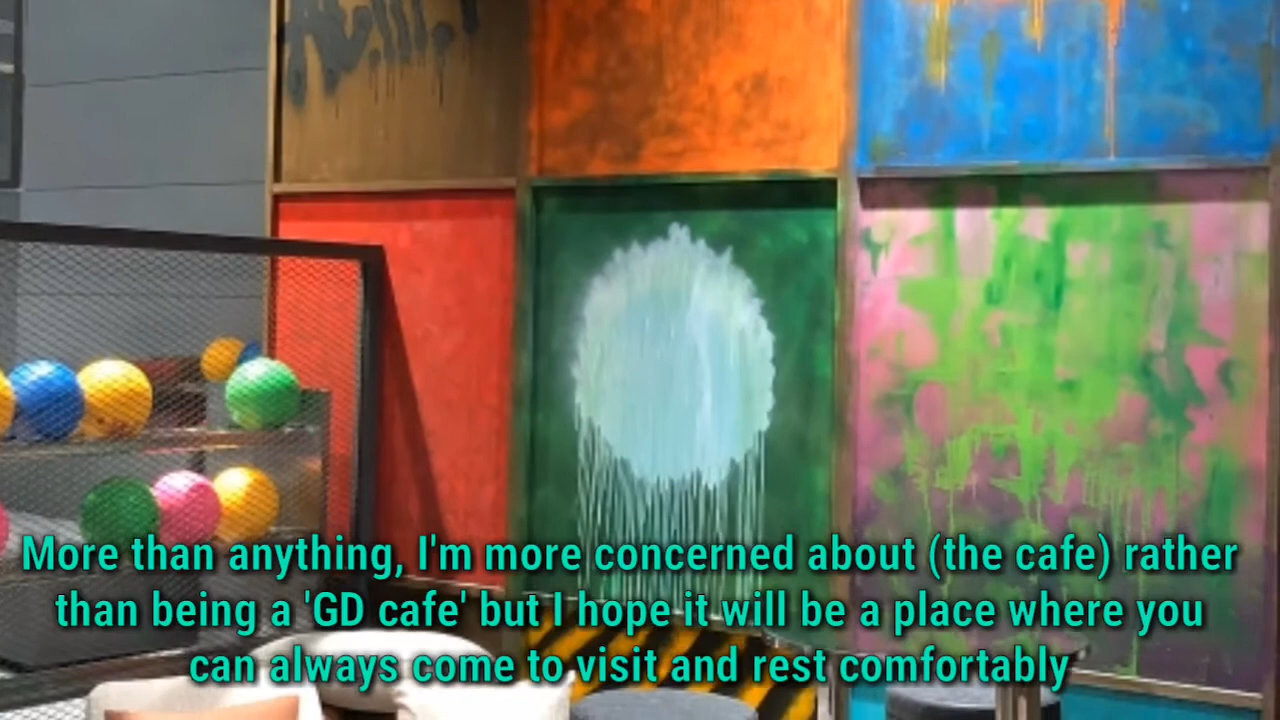 More than anything, I'm more concerned about (the cafe) rather
than being a 'GD cafe' but I hope it will be a place where you
can always come to visit and rest comfortably